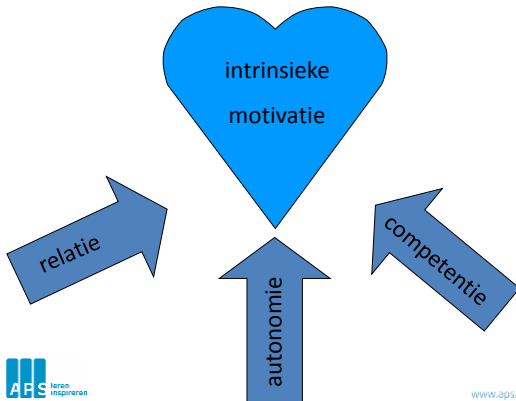 intrinsieke
motivatie
relatie
autonomie
competentie
APS leren
inspireren
www.aps.